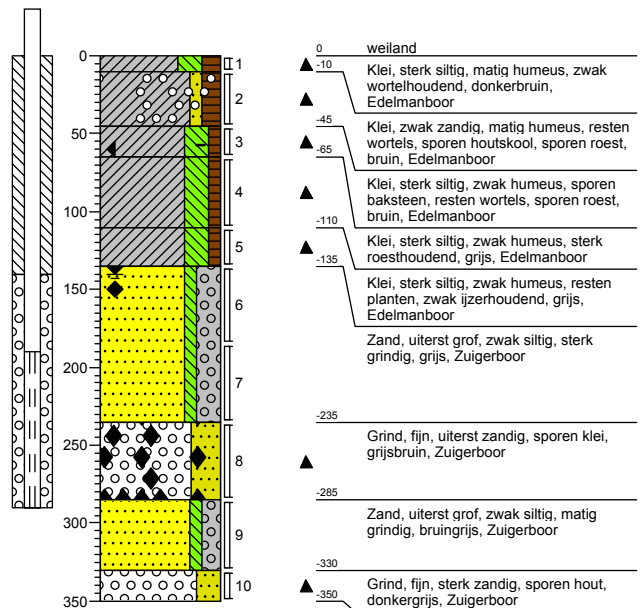 0
50
100
150
200
250
300
350
1
2
3
4
5
6
7
8
9
10
0
weiland
-10
Klei, sterk siltig, matig humeus, zwak
wortelhoudend, donkerbruin,
Edelmanboor
-45
Klei, zwak zandig, matig humeus, resten
wortels, sporen houtskool, sporen roest,
bruin, Edelmanboor
-65
Klei, sterk siltig, zwak humeus, sporen
baksteen, resten wortels, sporen roest,
bruin, Edelmanboor
-110
Klei, sterk siltig, zwak humeus, sterk
roesthoudend, grijs, Edelmanboor
-135
Klei, sterk siltig, zwak humeus, resten
planten, zwak ijzerhoudend, grijs,
Edelmanboor
Zand, uiterst grof, zwak siltig, sterk
grindig, grijs, Zuigerboor
-235
Grind, fijn, uiterst zandig, sporen klei,
grijsbruin, Zuigerboor
-285
Zand, uiterst grof, zwak siltig, matig
grindig, bruingrijs, Zuigerboor
-330
Grind, fijn, sterk zandig, sporen hout,
donkergrijs, Zuigerboor
-350